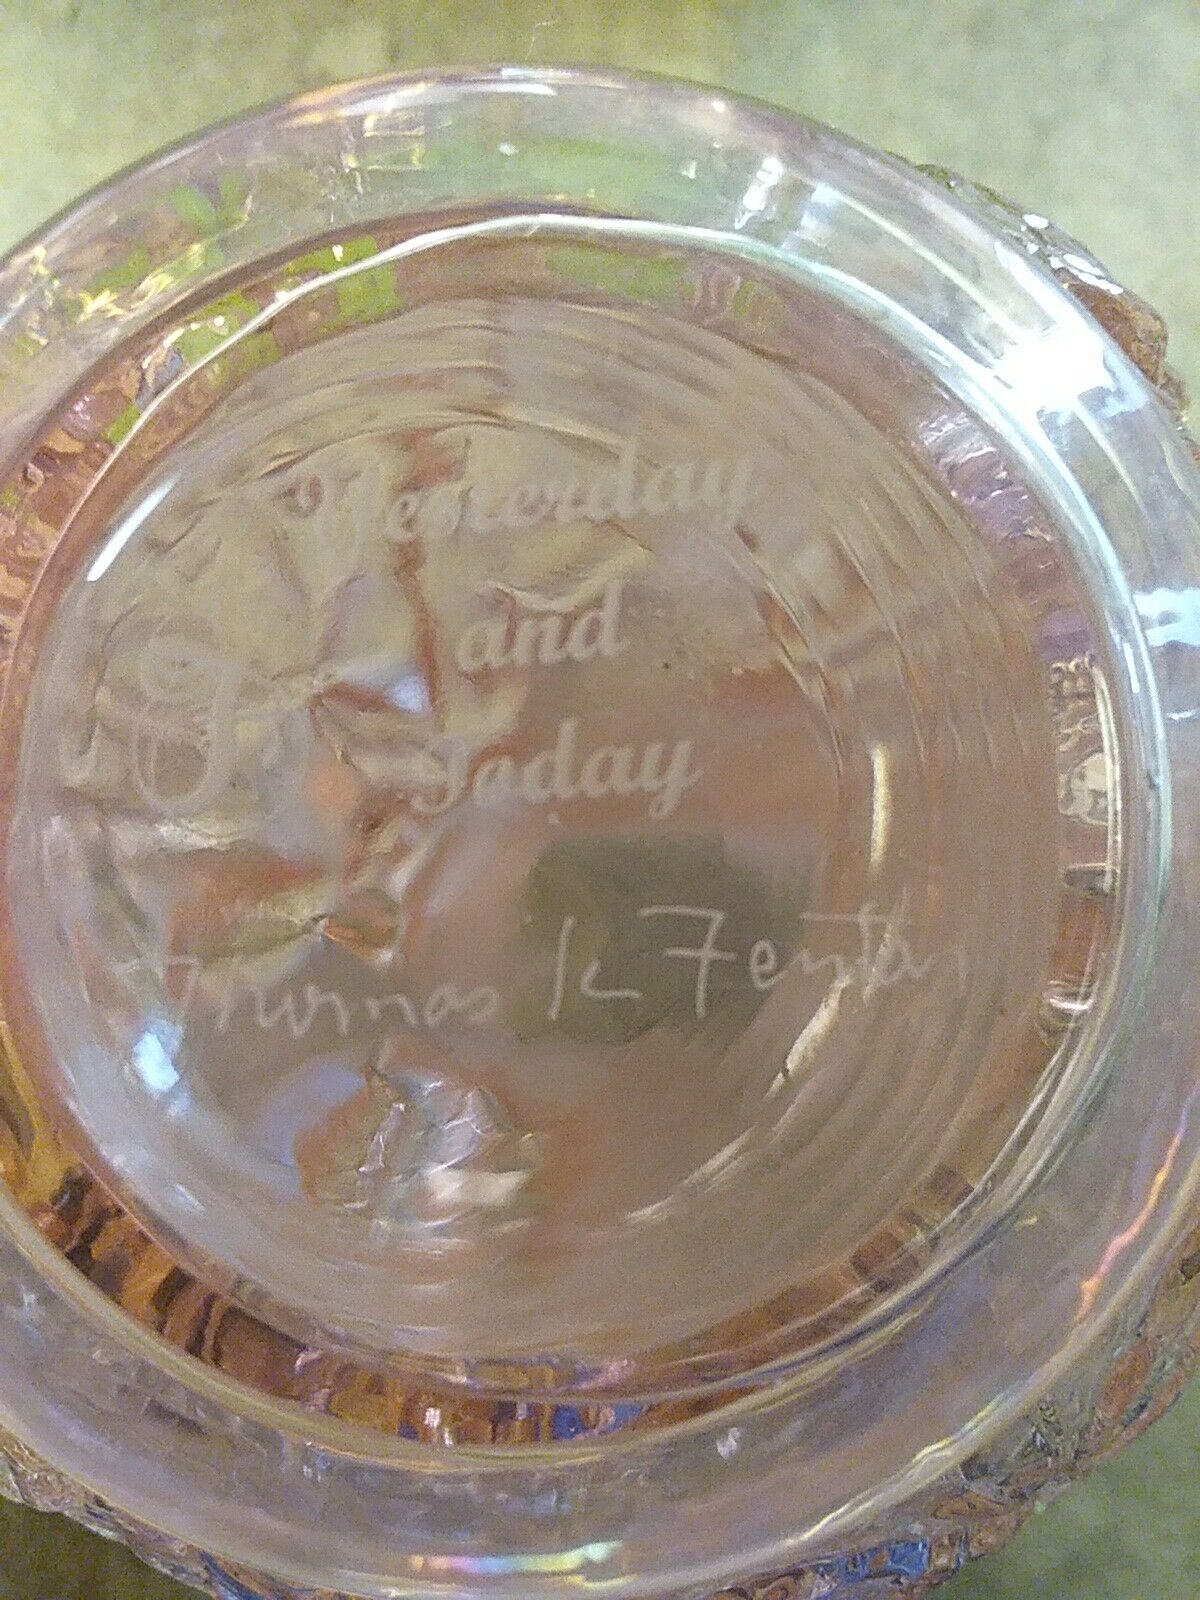 Yesterday
and
Today
Thomas K Fenton